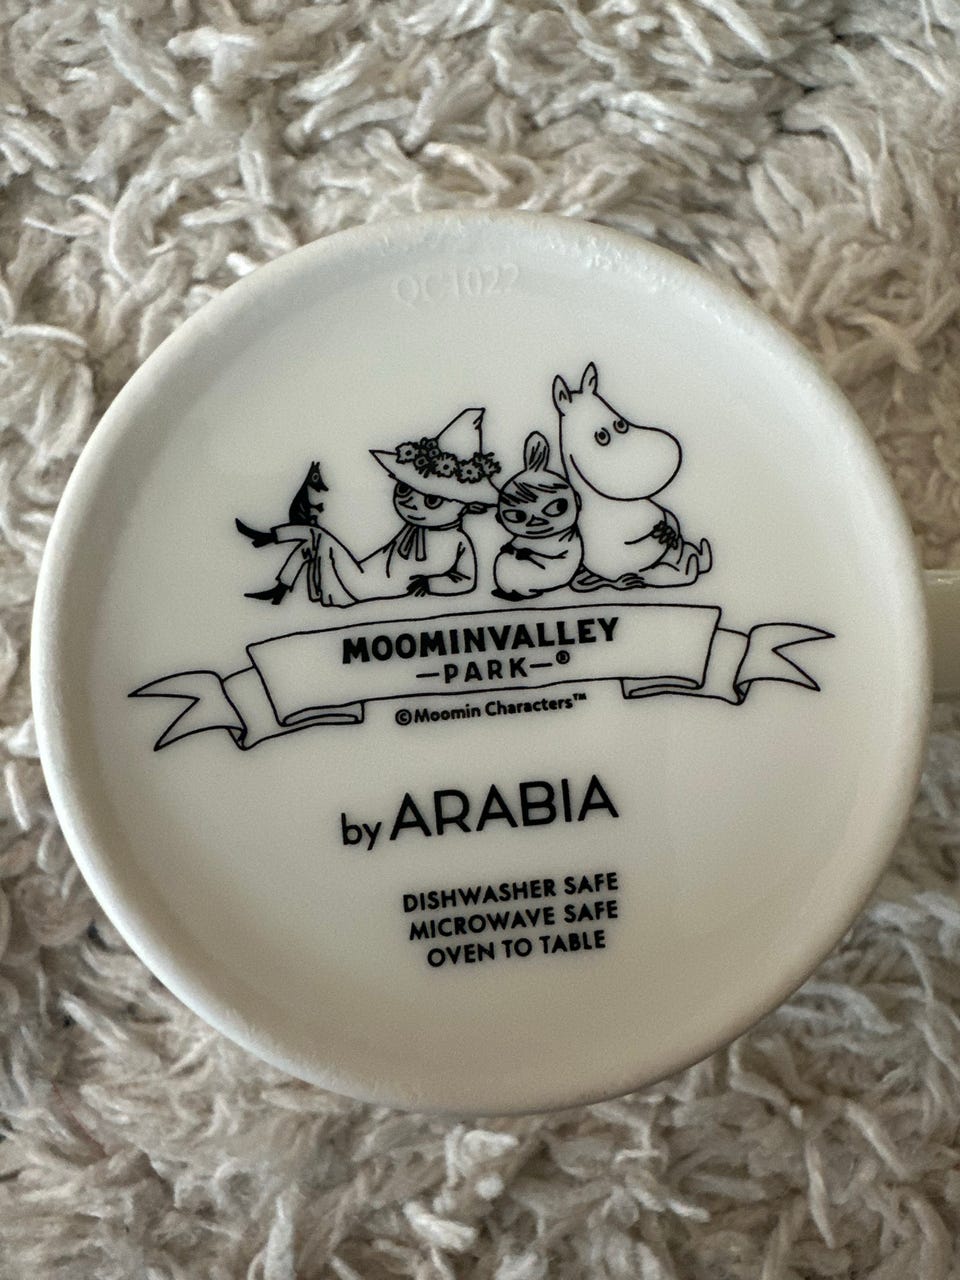 QC1022
MOOMINVALLEY
—PARK—®
©Moomin Characters™
by ARABIA
DISHWASHER SAFE
MICROWAVE SAFE
OVEN TO TABLE